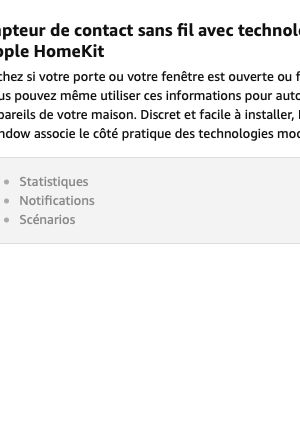 pteur de contact sans fil avec technolo
pple HomeKit
chez si votre porte ou votre fenêtre est ouverte ou f
us pouvez même utiliser ces informations pour auto
pareils de votre maison. Discret et facile à installer,
ndow associe le côté pratique des technologies mod
• Statistiques
• Notifications
• Scénarios